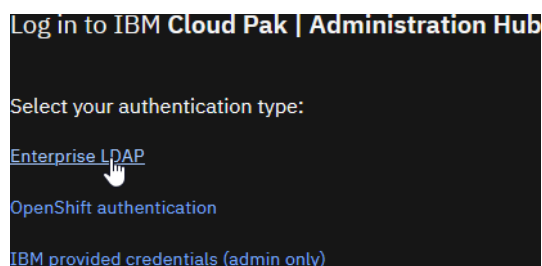 Log in to IBM Cloud Pak | Administration Hub
Select your authentication type:
Enterprise LDAP
OpenShift authentication
IBM provided credentials (admin only)